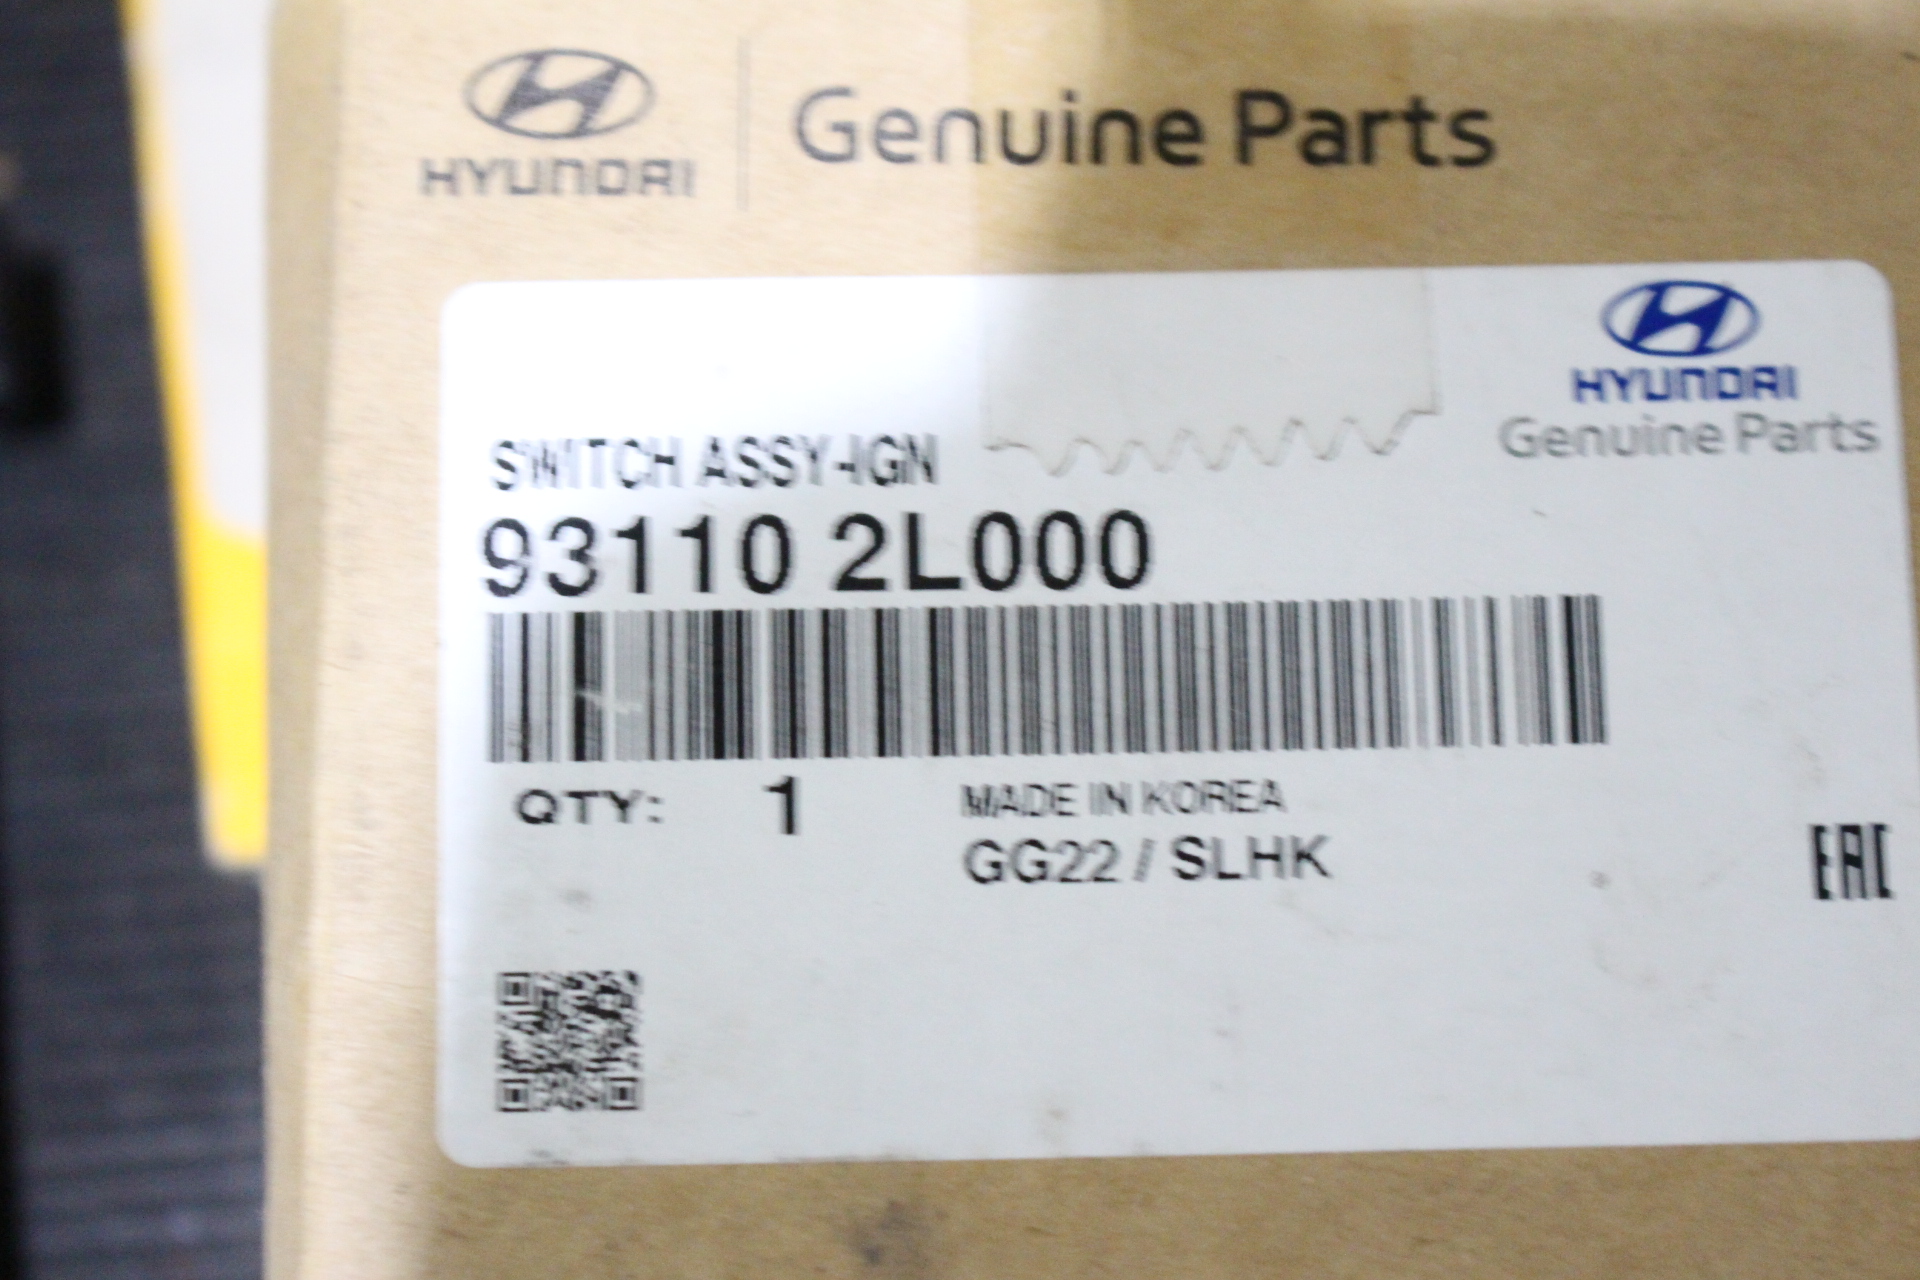 HYUNDAI
Genuine Parts
HYUNDAI
Genuine Parts
SWITCH ASSY-IGN
93110 2L000
QTY: 1
MADE IN KOREA
GG22 / SLHK
EAC